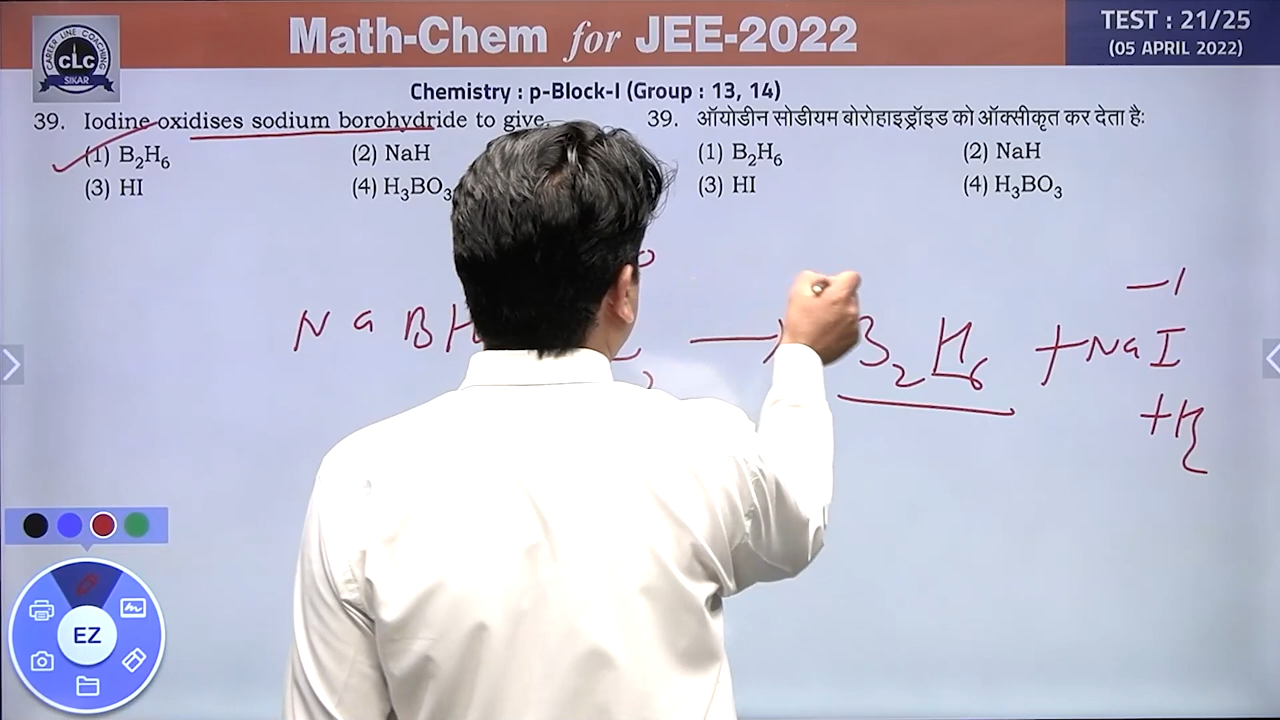 CAREER LINE COACHING
CLC
SIKAR
Math-Chem for JEE-2022
TEST : 21/25
(05 APRIL 2022)
Chemistry : p-Block-I (Group : 13, 14)
39. Iodine oxidises sodium borohydride to give
(1) B₂H₆ (2) NaH
(3) HI (4) H₃BO₃
39. ऑयोडीन सोडीयम बोरोहाइड्रॉइड को ऑक्सीकृत कर देता है:
(1) B₂H₆ (2) NaH
(3) HI (4) H₃BO₃
0 -1
NaBH 2 → B₂H₆ + NaI
+H₂
EZ